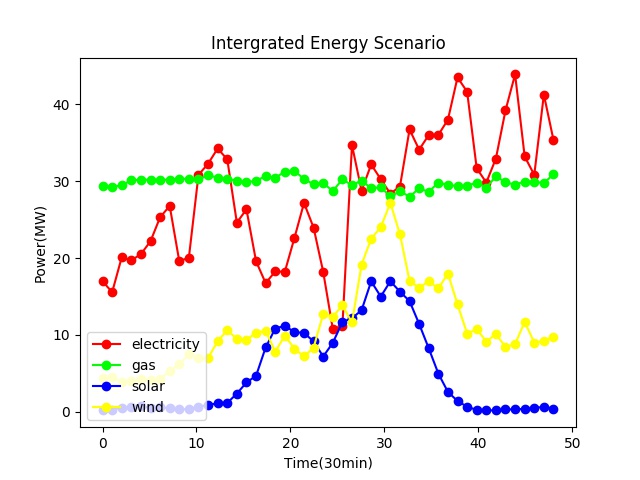 Intergrated Energy Scenario
Power(MW)
40
30
20
10
0
electricity
gas
solar
wind
0 10 20 30 40 50
Time(30min)